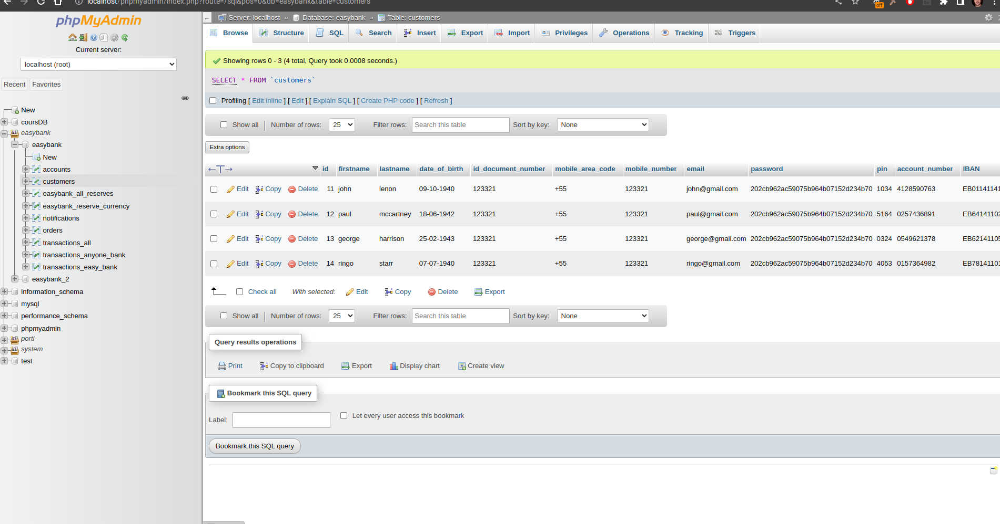 localhost/phpmyadmin/index.php?route=/sql&pos=0&db=easybank&table=customers
off
phpMyAdmin
Current server:
localhost (root)
Recent Favorites
New
coursDB
easybank
easybank
New
accounts
customers
easybank_all_reserves
easybank_reserve_currency
notifications
orders
transactions_all
transactions_anyone_bank
transactions_easy_bank
easybank_2
information_schema
mysql
performance_schema
phpmyadmin
porti
system
test
Server: localhost » Database: easybank » Table: customers
Browse Structure SQL Search Insert Export Import Privileges Operations Tracking Triggers
Showing rows 0 - 3 (4 total, Query took 0.0008 seconds.)
SELECT * FROM `customers`
Profiling [ Edit inline ] [ Edit ] [ Explain SQL ] [ Create PHP code ] [ Refresh ]
Show all Number of rows: 25 Filter rows: Search this table Sort by key: None
Extra options
id firstname lastname date_of_birth id_document_number mobile_area_code mobile_number email password pin account_number IBAN
Edit Copy Delete 11 john lenon 09-10-1940 123321 +55 123321 john@gmail.com 202cb962ac59075b964b07152d234b70 1034 4128590763 EB01141141
Edit Copy Delete 12 paul mccartney 18-06-1942 123321 +55 123321 paul@gmail.com 202cb962ac59075b964b07152d234b70 5164 0257436891 EB64141102
Edit Copy Delete 13 george harrison 25-02-1943 123321 +55 123321 george@gmail.com 202cb962ac59075b964b07152d234b70 0324 0549621378 EB62141105
Edit Copy Delete 14 ringo starr 07-07-1940 123321 +55 123321 ringo@gmail.com 202cb962ac59075b964b07152d234b70 4053 0157364982 EB78141101
Check all With selected: Edit Copy Delete Export
Show all Number of rows: 25 Filter rows: Search this table Sort by key: None
Query results operations
Print Copy to clipboard Export Display chart Create view
Bookmark this SQL query
Label: Let every user access this bookmark
Bookmark this SQL query